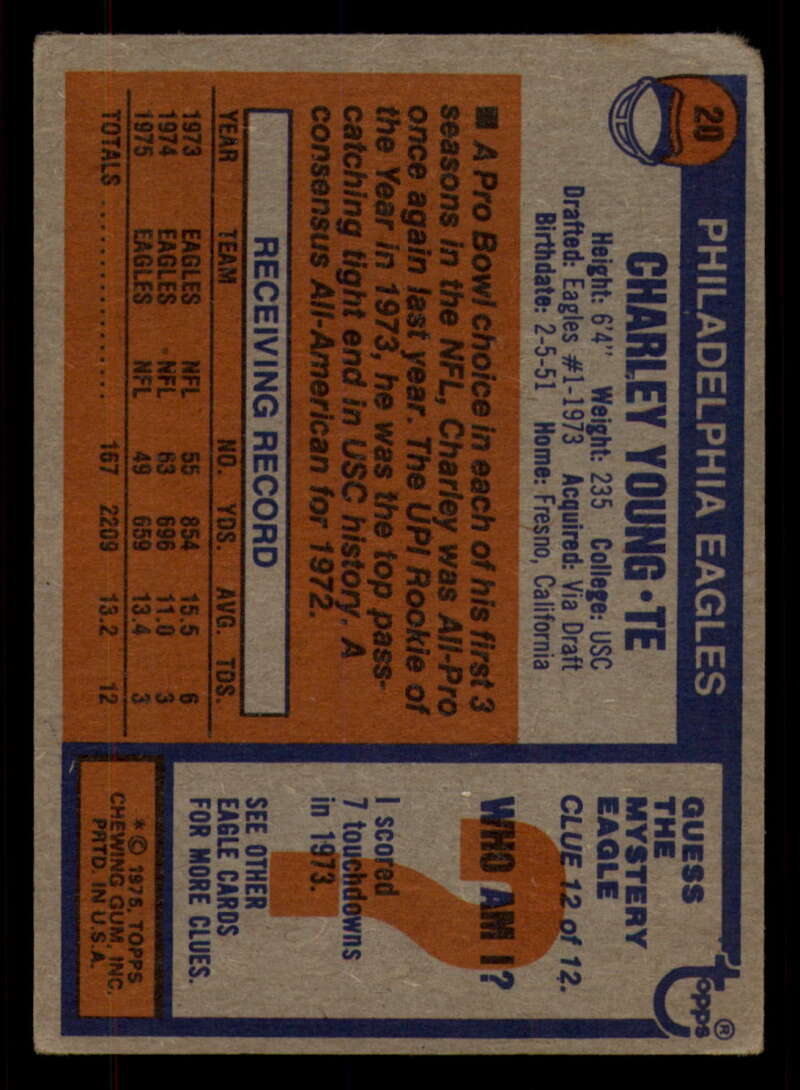 20
PHILADELPHIA EAGLES
CHARLEY YOUNG • TE
Height: 6'4" Weight: 235 College: USC
Drafted: Eagles #1-1973 Acquired: Via Draft
Birthdate: 2-5-51 Home: Fresno, California
■ A Pro Bowl choice in each of his first 3
seasons in the NFL, Charley was All-Pro
once again last year. The UPI Rookie of
the Year in 1973, he was the top pass-
catching tight end in USC history. A
consensus All-American for 1972.
RECEIVING RECORD
YEAR TEAM NO. YDS. AVG. TDS.
1973 EAGLES NFL 55 854 15.5 6
1974 EAGLES NFL 63 696 11.0 3
1975 EAGLES NFL 49 659 13.4 3
TOTALS .................. 167 2209 13.2 12
topps®
GUESS
THE
MYSTERY
EAGLE
CLUE 12 of 12.
?
WHO AM I?
I scored
7 touchdowns
in 1973.
SEE OTHER
EAGLE CARDS
FOR MORE CLUES.
* © 1976, TOPPS
CHEWING GUM, INC.
PRTD. IN U.S.A.